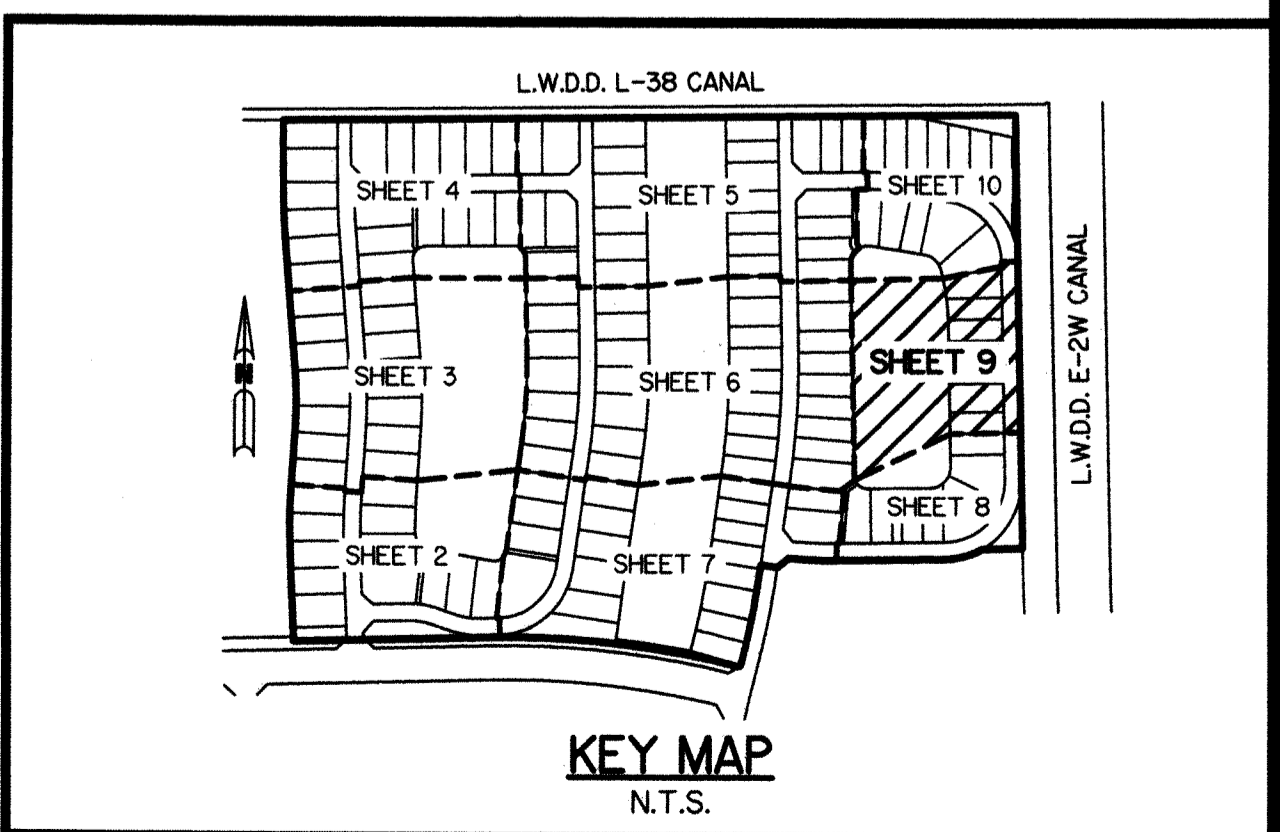 L.W.D.D. L-38 CANAL
SHEET 4
SHEET 5
SHEET 10
L.W.D.D. E-2W CANAL
N
SHEET 3
SHEET 6
SHEET 9
SHEET 8
SHEET 2
SHEET 7
KEY MAP
N.T.S.